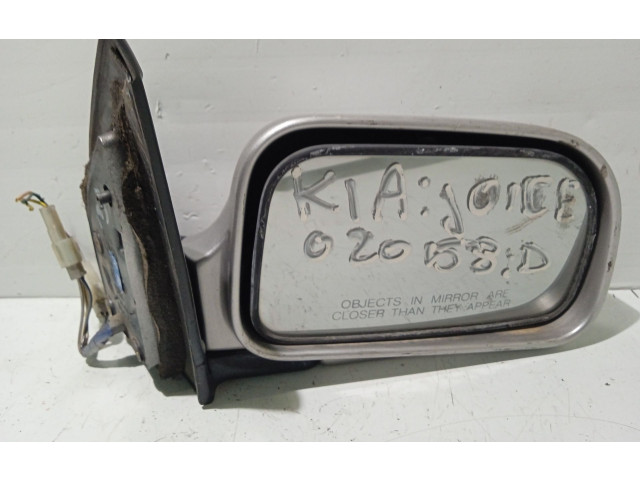 KIA:JOICE
020153:D
OBJECTS IN MIRROR ARE
CLOSER THAN THEY APPEAR